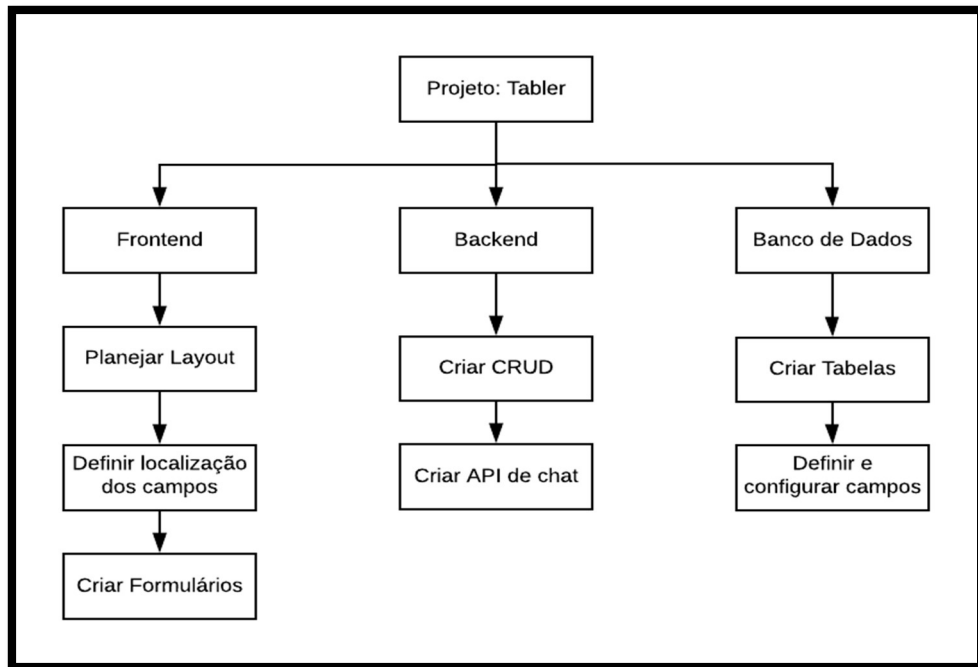 Projeto: Tabler
Frontend
Backend
Banco de Dados
Planejar Layout
Criar CRUD
Criar Tabelas
Definir localização
dos campos
Criar API de chat
Definir e
configurar campos
Criar Formulários